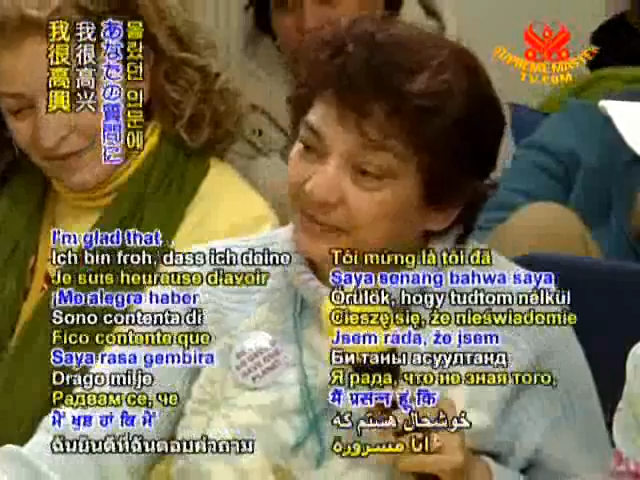 我很高興
我很高兴
あなたの質問に
몰랐던 의문에
SUPREME MASTER
TV.COM
I'm glad that
Ich bin froh, dass ich deine
Je suis heureuse d'avoir
¡Me alegra haber
Sono contenta di
Fico contente que
Saya rasa gembira
Drago mi je
Радвам се, че
ਮੈਂ ਖੁਸ਼ ਹਾਂ ਕਿ ਮੈਂ
ฉันยินดีที่ฉันตอบคำถาม
Tôi mừng là tôi đã
Saya senang bahwa saya
Örülök, hogy tudtom nélkül
Cieszę się, że nieświadomie
Jsem ráda, že jsem
Би таны асуултанд
Я рада, что не зная того,
मैं प्रसन्न हूं, कि
خوشحال هستم که
انا مسرورة